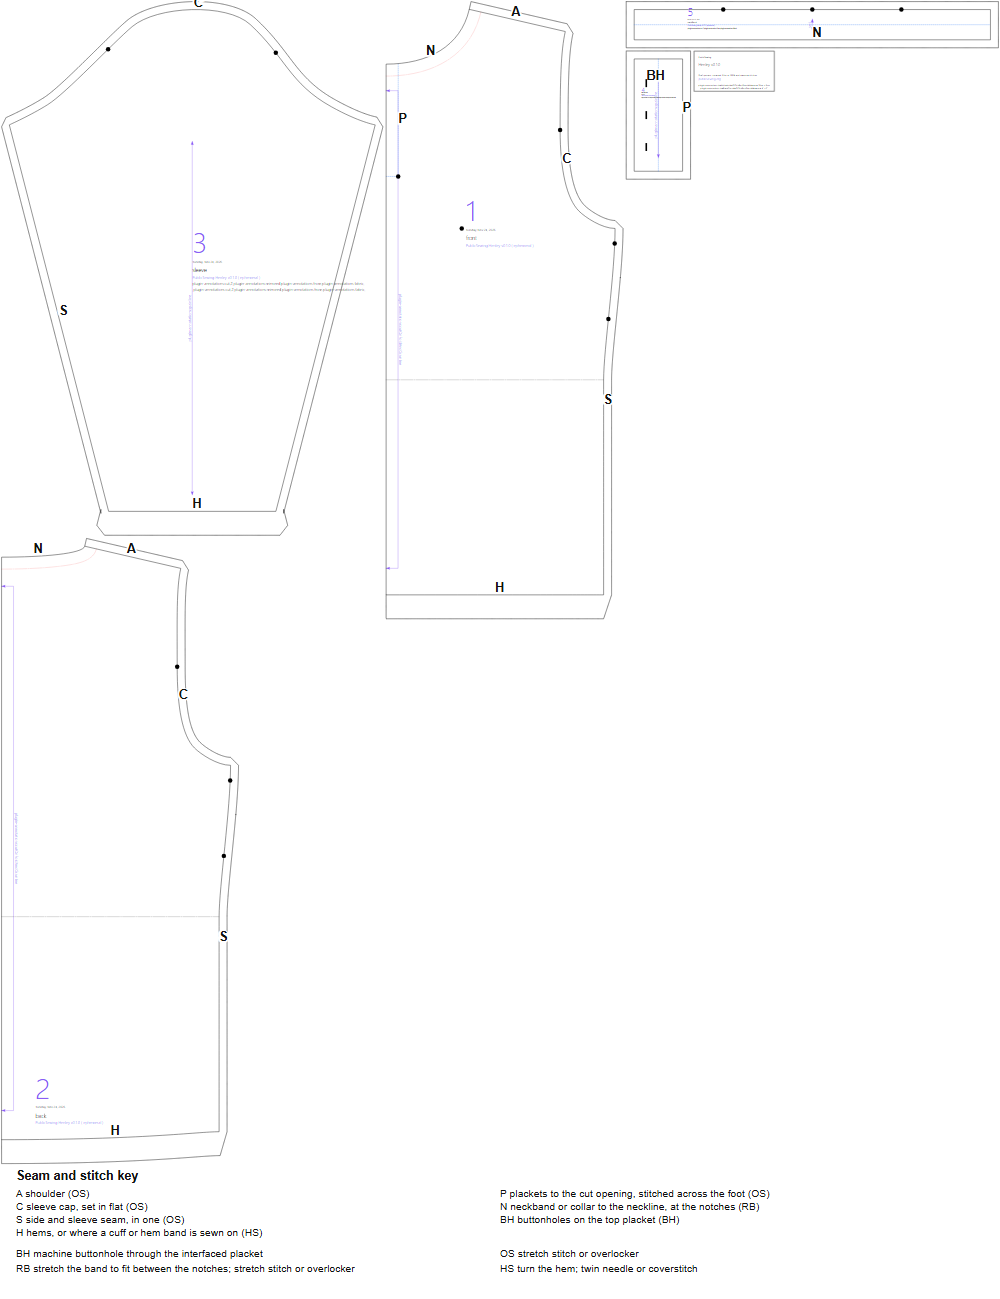 C
A
N
5
N
BH
P
P
C
1
front
3
sleeve
S
S
H
H
N
A
C
S
2
back
H
Seam and stitch key
A shoulder (OS)
C sleeve cap, set in flat (OS)
S side and sleeve seam, in one (OS)
H hems, or where a cuff or hem band is sewn on (HS)
P plackets to the cut opening, stitched across the foot (OS)
N neckband or collar to the neckline, at the notches (RB)
BH buttonholes on the top placket (BH)
BH machine buttonhole through the interfaced placket
RB stretch the band to fit between the notches; stretch stitch or overlocker
OS stretch stitch or overlocker
HS turn the hem; twin needle or coverstitch